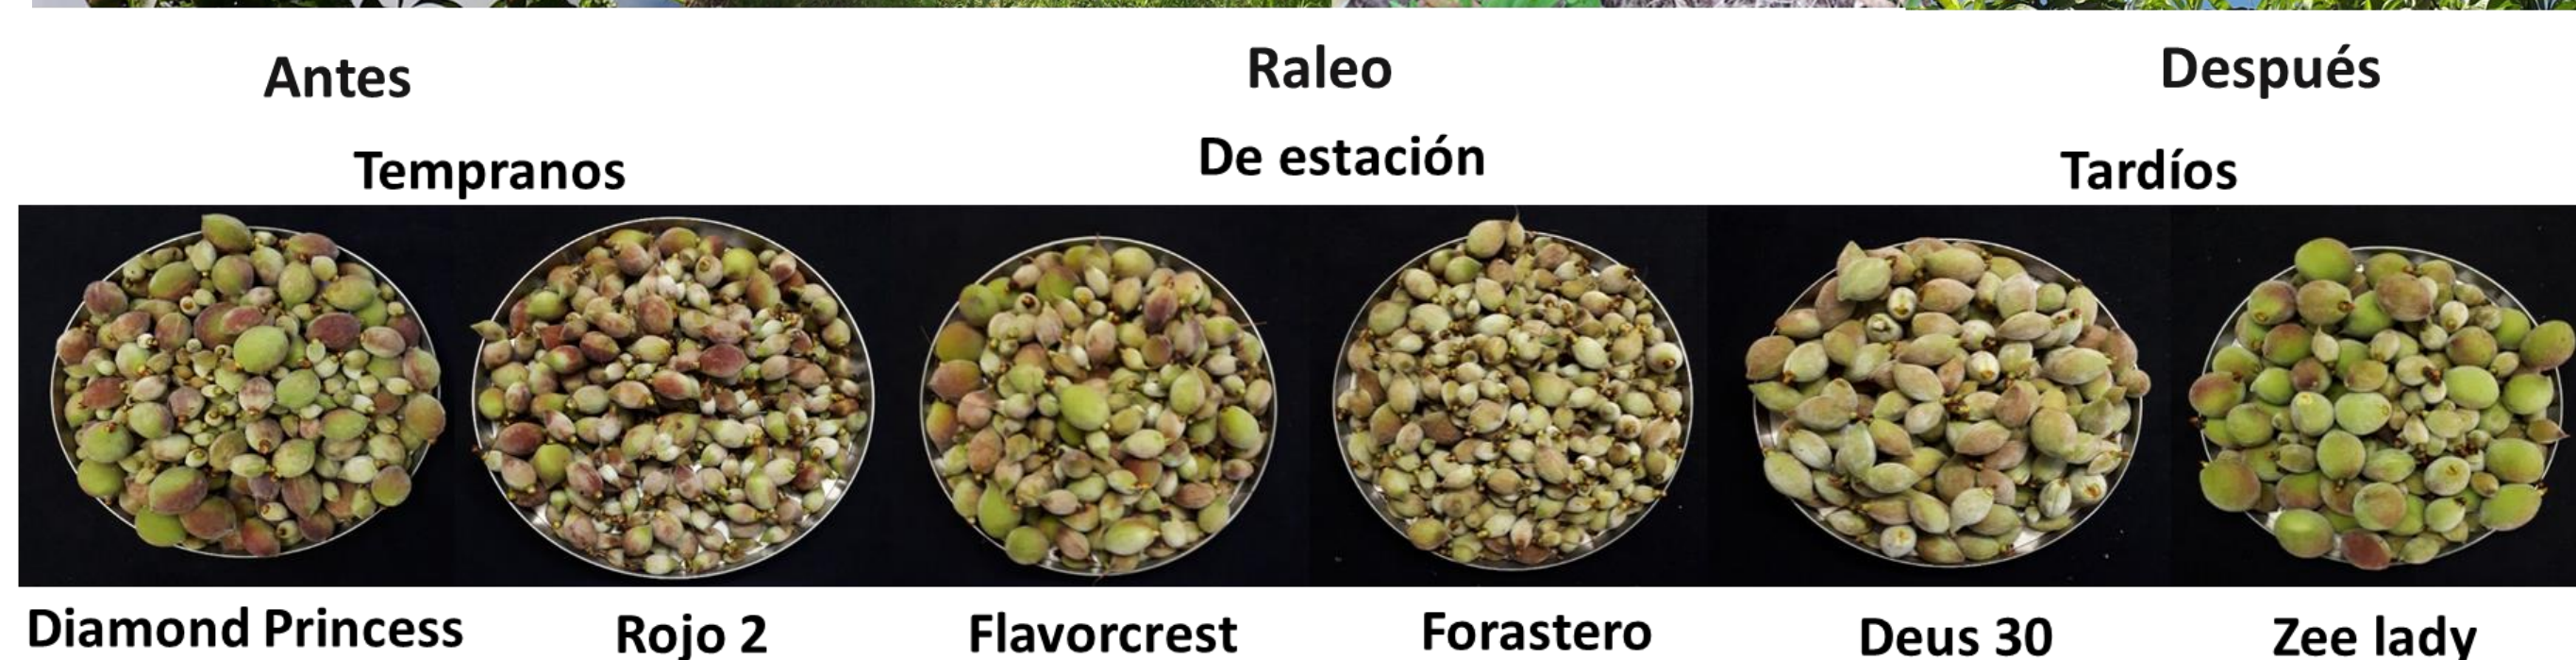 Antes
Raleo
Después
Tempranos
De estación
Tardíos
Diamond Princess
Rojo 2
Flavorcrest
Forastero
Deus 30
Zee lady